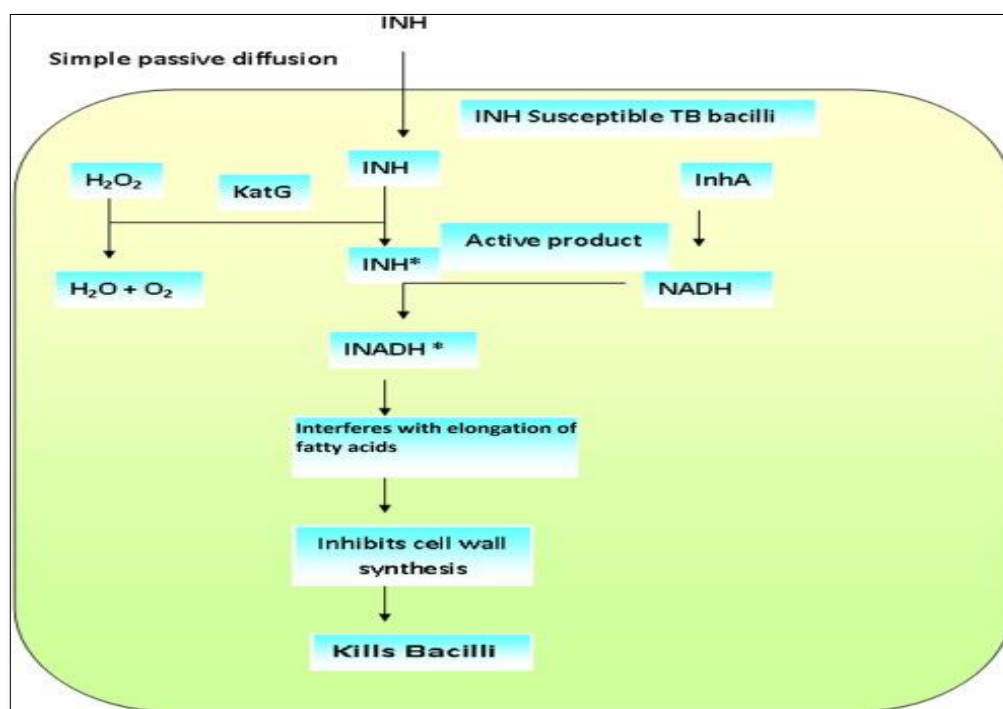 INH
Simple passive diffusion
INH Susceptible TB bacilli
H₂O₂
KatG
INH
InhA
Active product
INH*
H₂O + O₂
NADH
INADH *
Interferes with elongation of
fatty acids
Inhibits cell wall
synthesis
Kills Bacilli